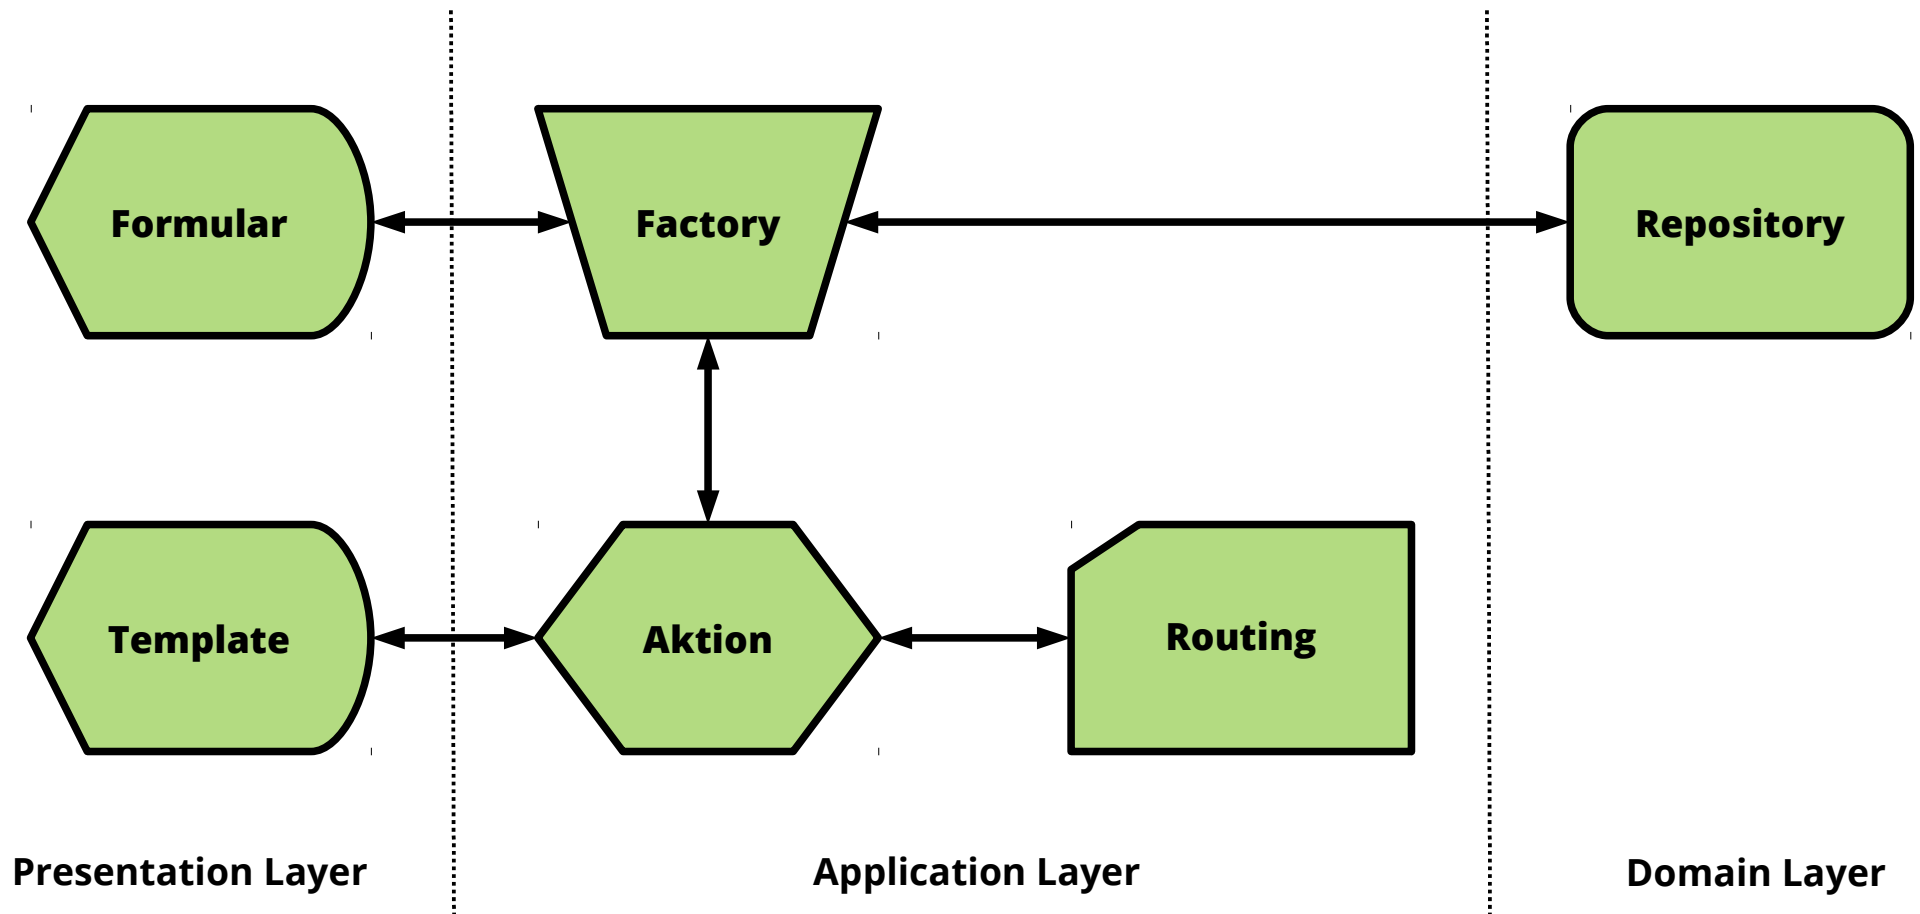 Formular
Factory
Repository
Template
Aktion
Routing
Presentation Layer
Application Layer
Domain Layer